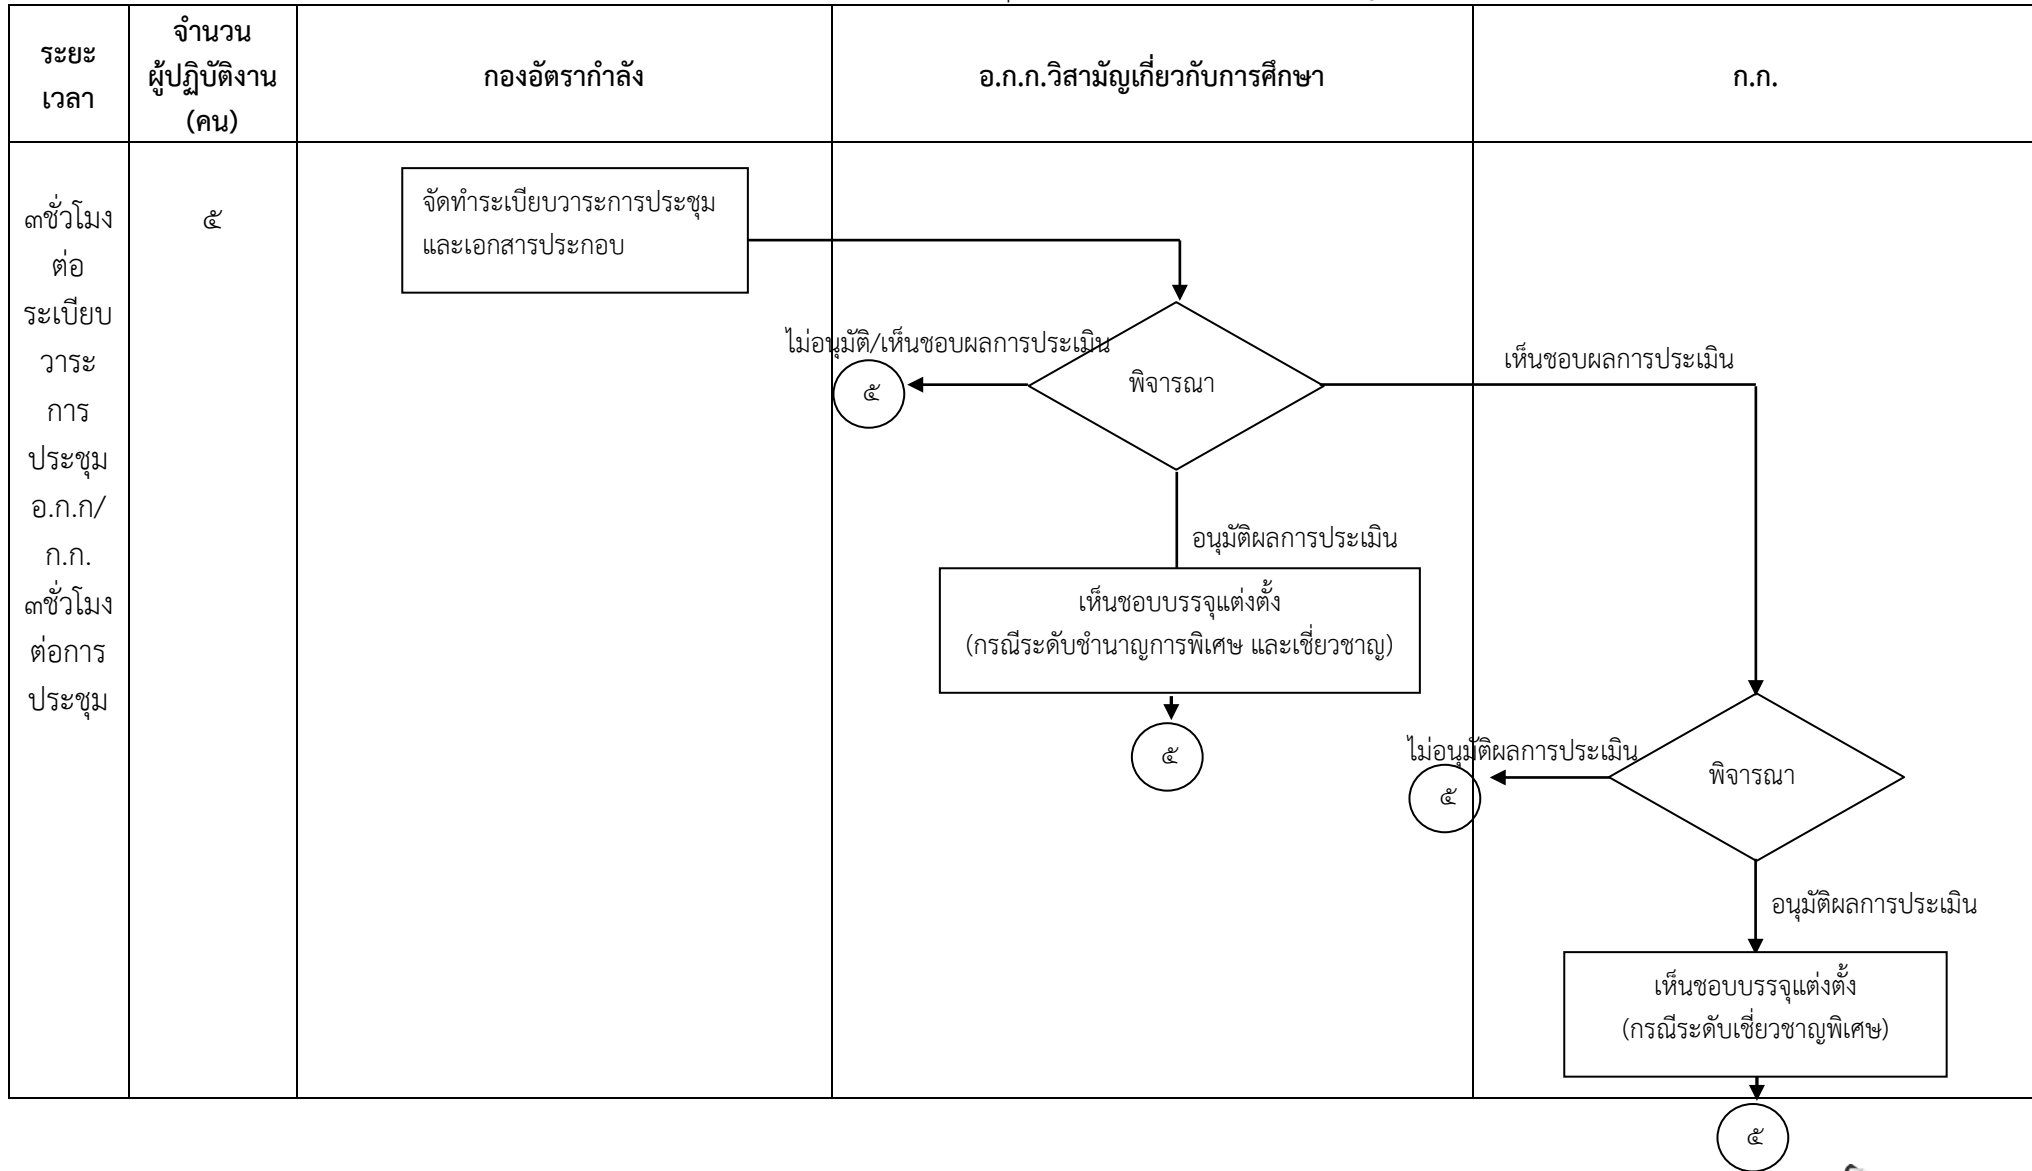 ระยะ
เวลา
จำนวน
ผู้ปฏิบัติงาน
(คน)
กองอัตรากำลัง
อ.ก.ก.วิสามัญเกี่ยวกับการศึกษา
ก.ก.
๓ชั่วโมง
ต่อ
ระเบียบ
วาระ
การ
ประชุม
อ.ก.ก/
ก.ก.
๓ชั่วโมง
ต่อการ
ประชุม
๕
จัดทำระเบียบวาระการประชุม
และเอกสารประกอบ
ไม่อนุมัติ/เห็นชอบผลการประเมิน
๕
พิจารณา
เห็นชอบผลการประเมิน
อนุมัติผลการประเมิน
เห็นชอบบรรจุแต่งตั้ง
(กรณีระดับชำนาญการพิเศษ และเชี่ยวชาญ)
๕
ไม่อนุมัติผลการประเมิน
๕
พิจารณา
อนุมัติผลการประเมิน
เห็นชอบบรรจุแต่งตั้ง
(กรณีระดับเชี่ยวชาญพิเศษ)
๕